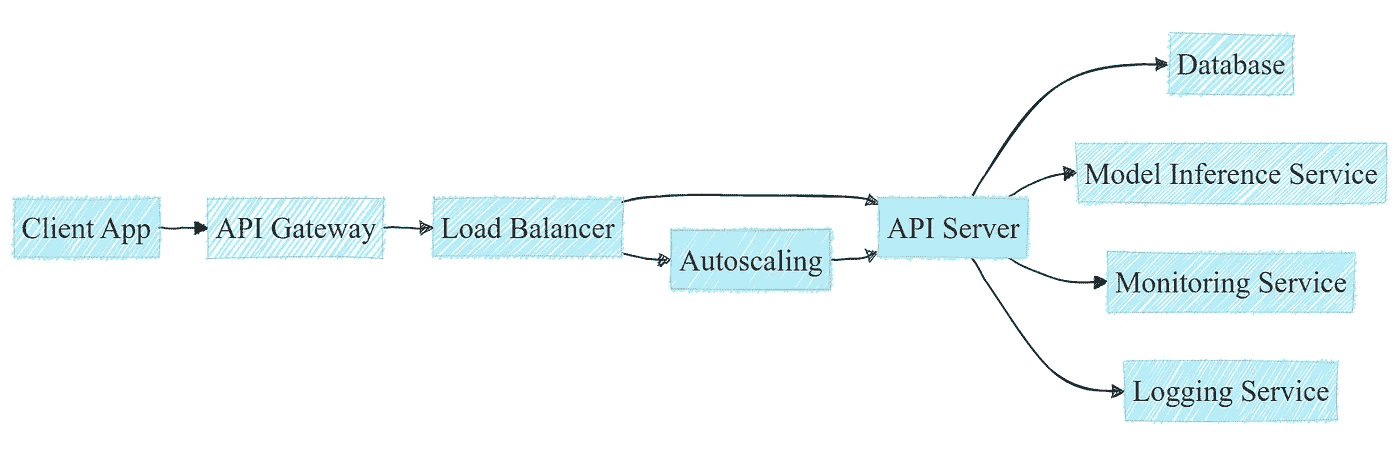 Client App
API Gateway
Load Balancer
Autoscaling
API Server
Database
Model Inference Service
Monitoring Service
Logging Service